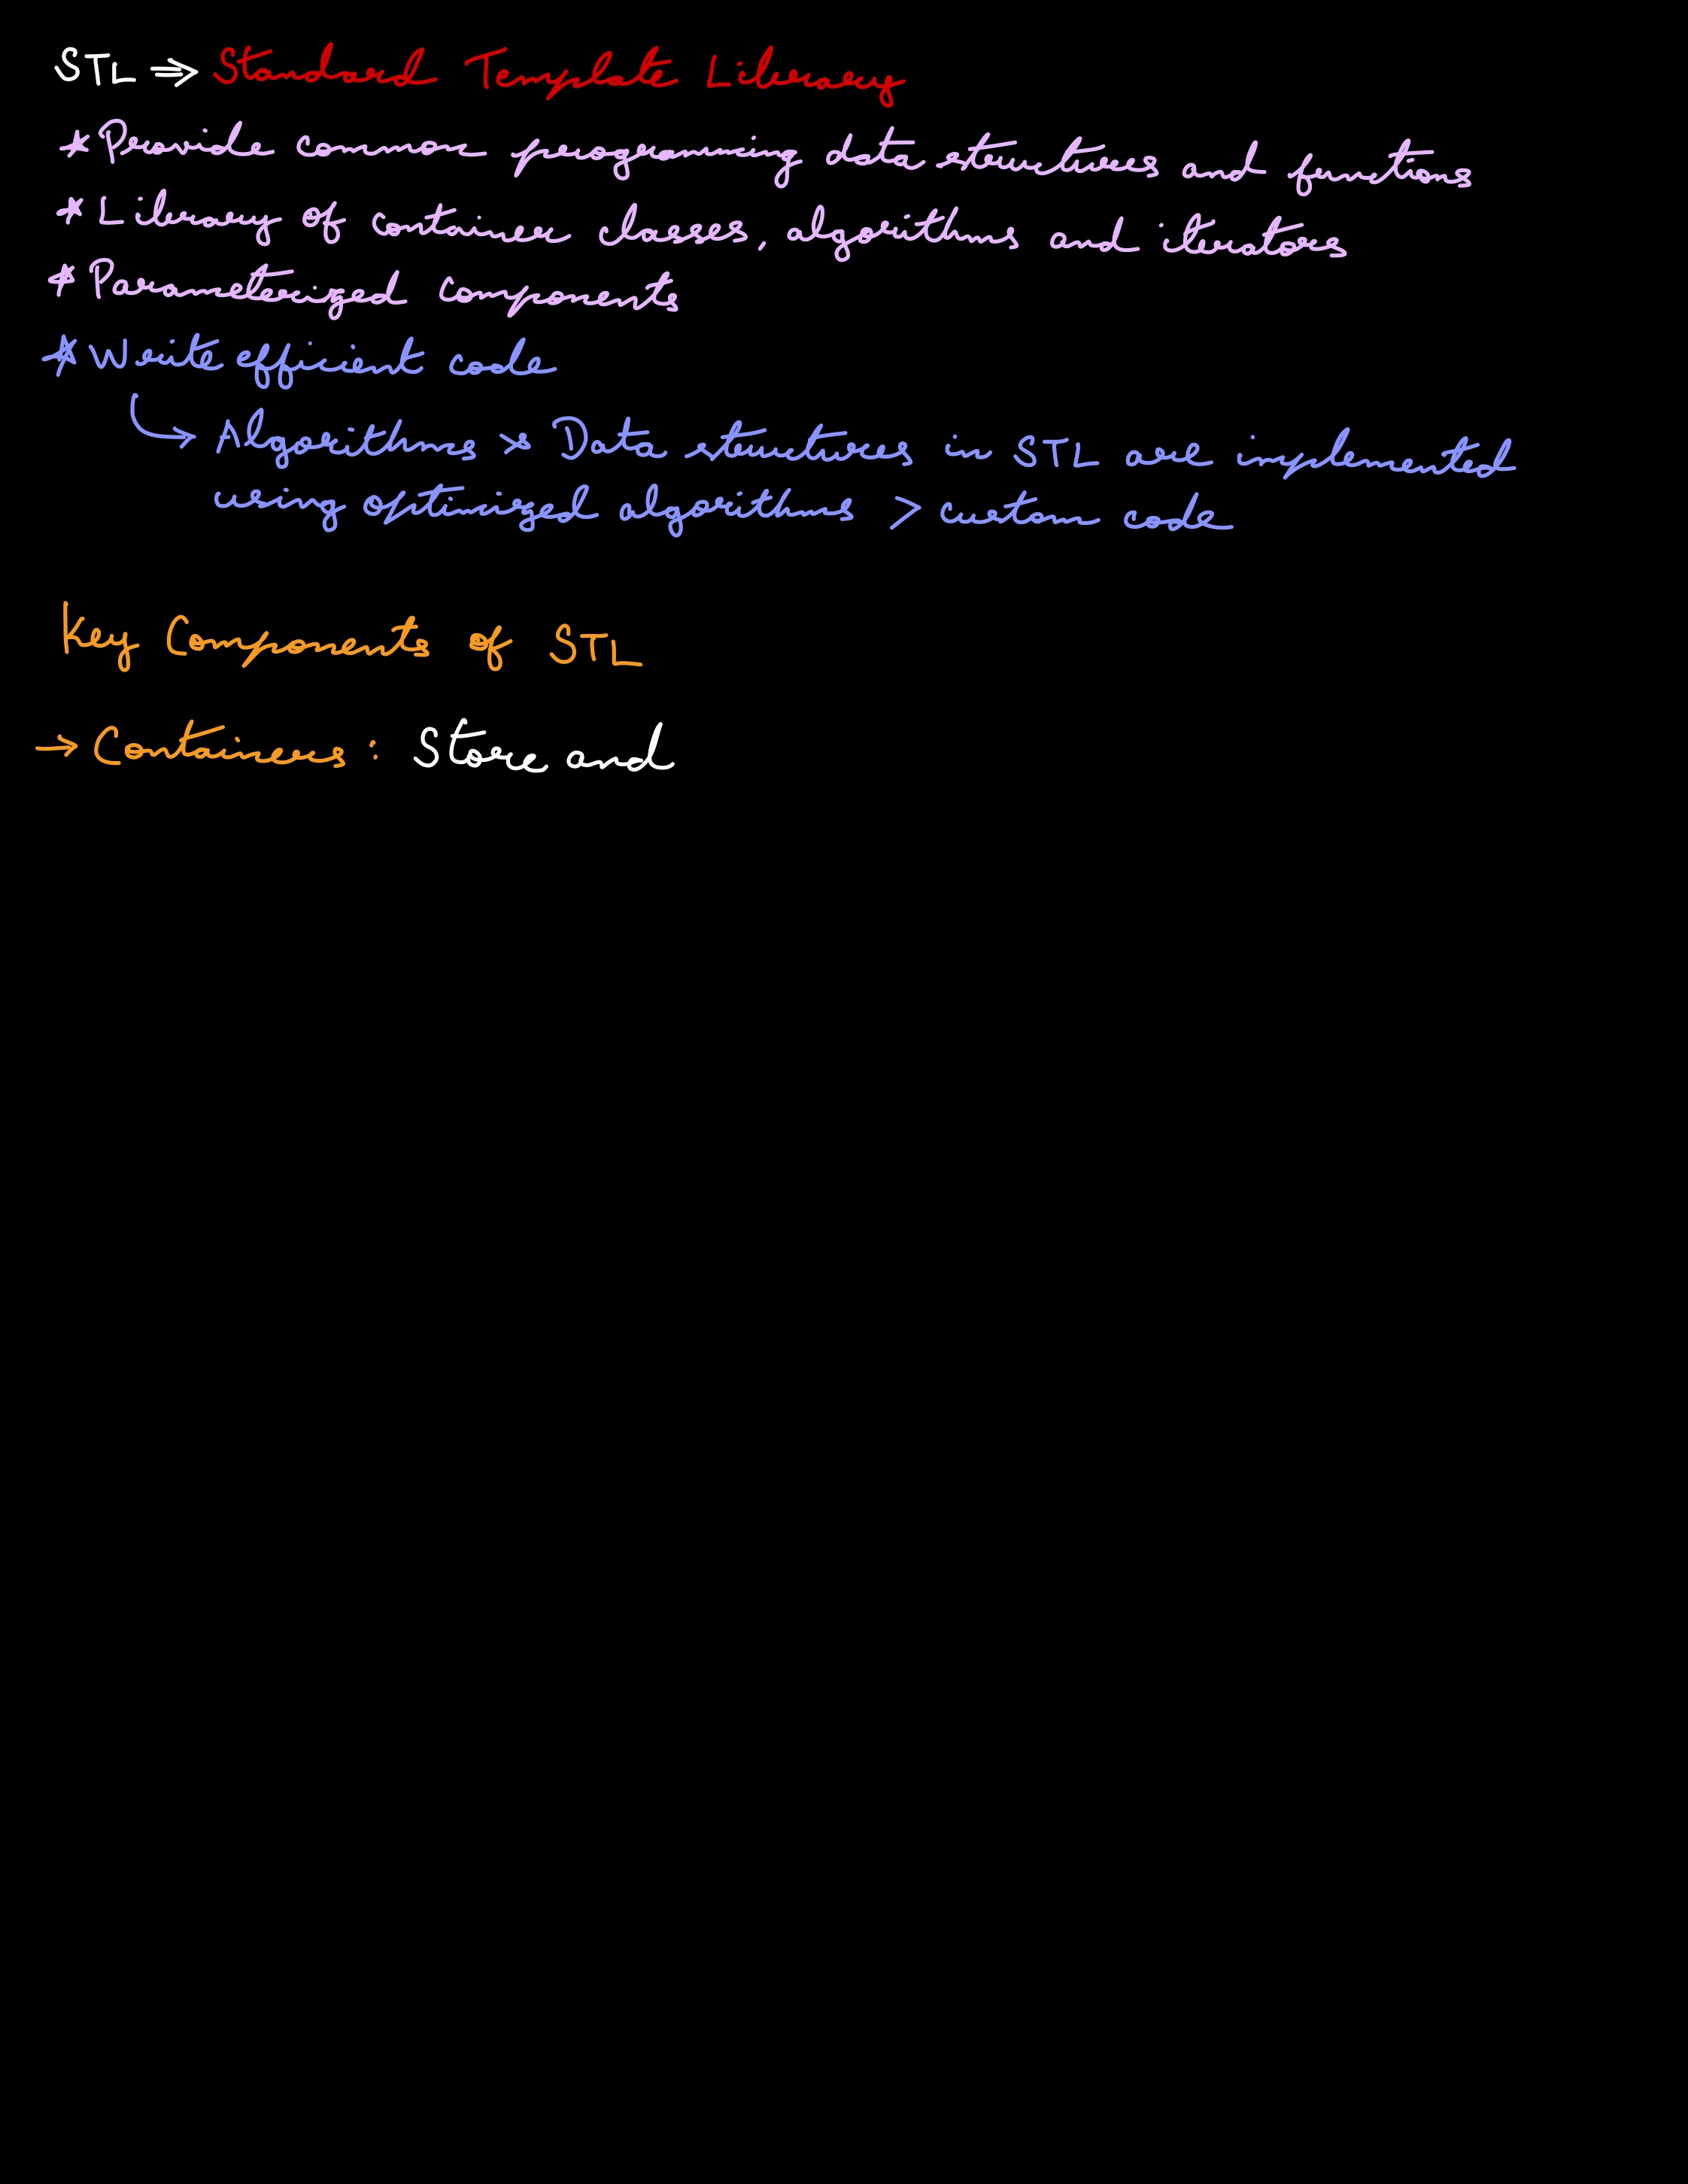 STL ⇒ Standard Template Library
* Provide common programming data structures and functions
* Library of container classes, algorithms and iterators
* Parameterized components
* Write efficient code
↳ Algorithms & Data structures in STL are implemented
using optimized algorithms > custom code
Key Components of STL
→ Containers : Store and